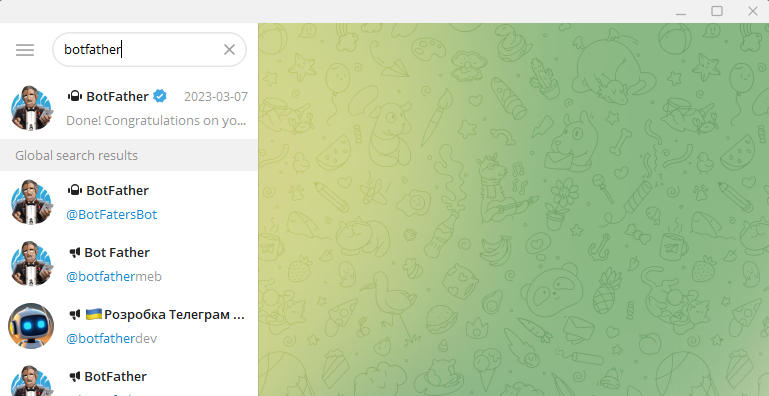 botfather
BotFather 2023-03-07
Done! Congratulations on yo...
Global search results
BotFather
@BotFatersBot
Bot Father
@botfathermeb
🇺🇦Розробка Телеграм ...
@botfatherdev
BotFather